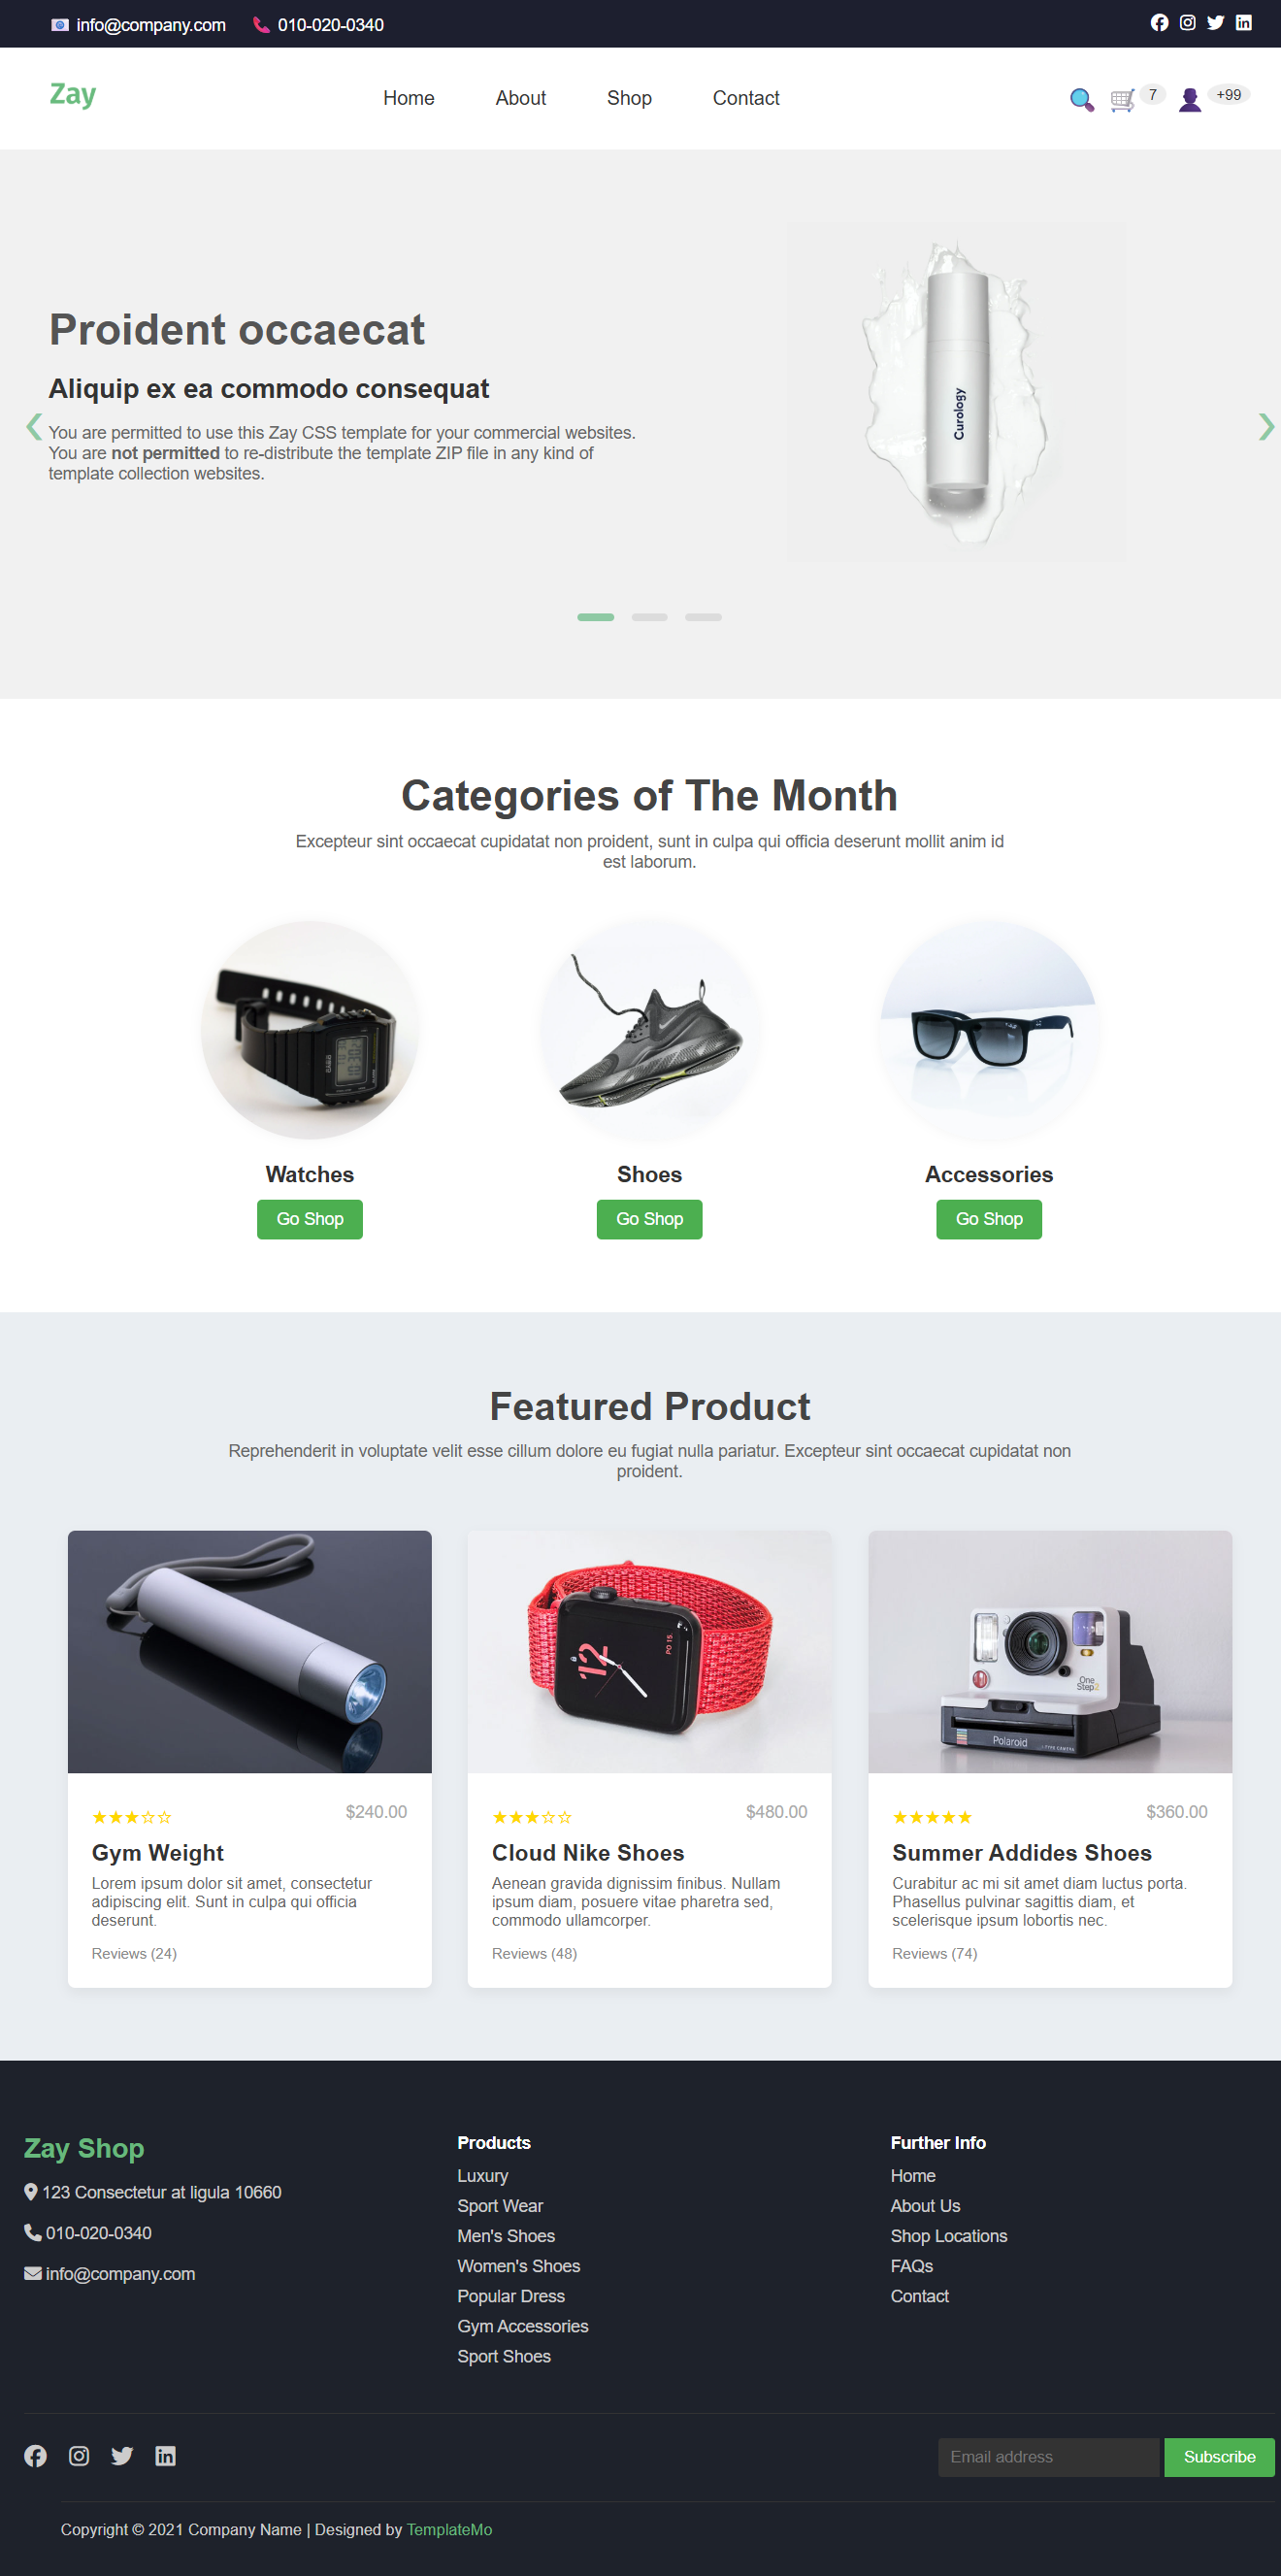 info@company.com 010-020-0340
Zay Home About Shop Contact 7 +99
Proident occaecat
Aliquip ex ea commodo consequat
You are permitted to use this Zay CSS template for your commercial websites.
You are not permitted to re-distribute the template ZIP file in any kind of
template collection websites.
Curology
Categories of The Month
Excepteur sint occaecat cupidatat non proident, sunt in culpa qui officia deserunt mollit anim id
est laborum.
Watches Shoes Accessories
Go Shop Go Shop Go Shop
Featured Product
Reprehenderit in voluptate velit esse cillum dolore eu fugiat nulla pariatur. Excepteur sint occaecat cupidatat non
proident.
12
PO 15.
One
Step2
Polaroid
★★★☆☆ $240.00
Gym Weight
Lorem ipsum dolor sit amet, consectetur
adipiscing elit. Sunt in culpa qui officia
deserunt.
Reviews (24)
★★★☆☆ $480.00
Cloud Nike Shoes
Aenean gravida dignissim finibus. Nullam
ipsum diam, posuere vitae pharetra sed,
commodo ullamcorper.
Reviews (48)
★★★★★ $360.00
Summer Addides Shoes
Curabitur ac mi sit amet diam luctus porta.
Phasellus pulvinar sagittis diam, et
scelerisque ipsum lobortis nec.
Reviews (74)
Zay Shop
123 Consectetur at ligula 10660
010-020-0340
info@company.com
Products
Luxury
Sport Wear
Men's Shoes
Women's Shoes
Popular Dress
Gym Accessories
Sport Shoes
Further Info
Home
About Us
Shop Locations
FAQs
Contact
Email address Subscribe
Copyright © 2021 Company Name | Designed by TemplateMo